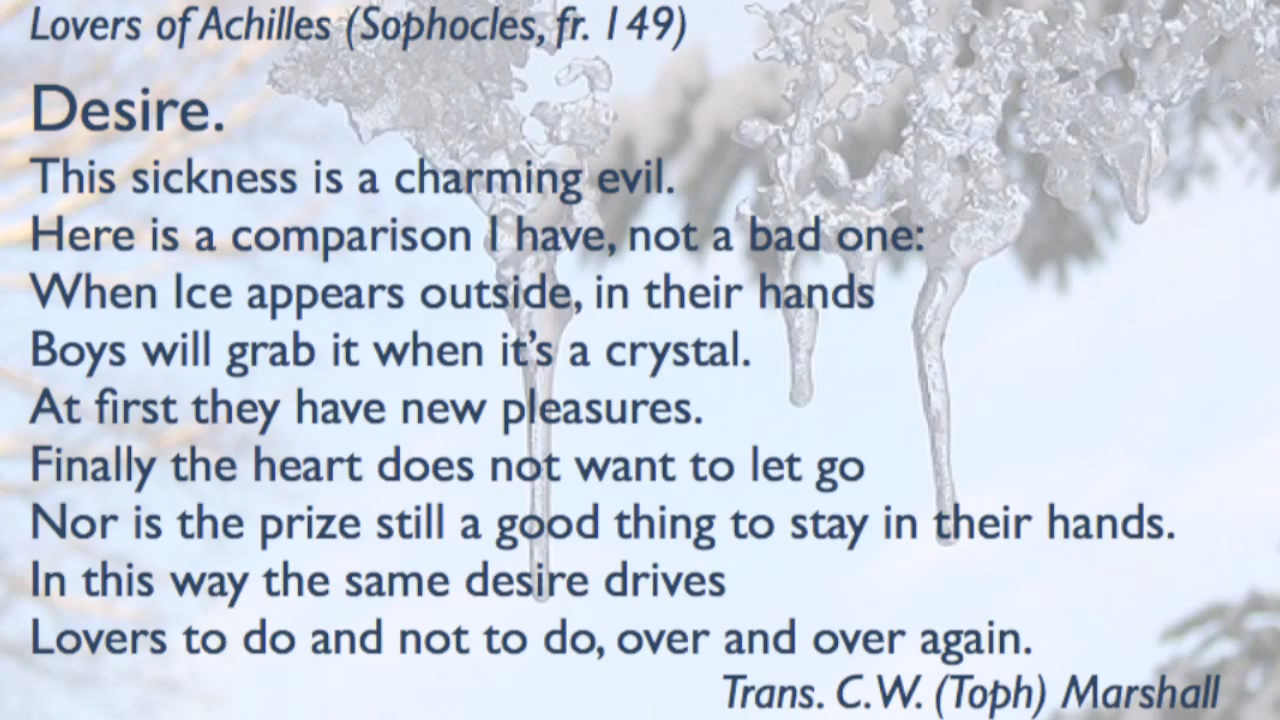 Lovers of Achilles (Sophocles, fr. 149)
Desire.
This sickness is a charming evil.
Here is a comparison I have, not a bad one:
When Ice appears outside, in their hands
Boys will grab it when it’s a crystal.
At first they have new pleasures.
Finally the heart does not want to let go
Nor is the prize still a good thing to stay in their hands.
In this way the same desire drives
Lovers to do and not to do, over and over again.
Trans. C.W. (Toph) Marshall